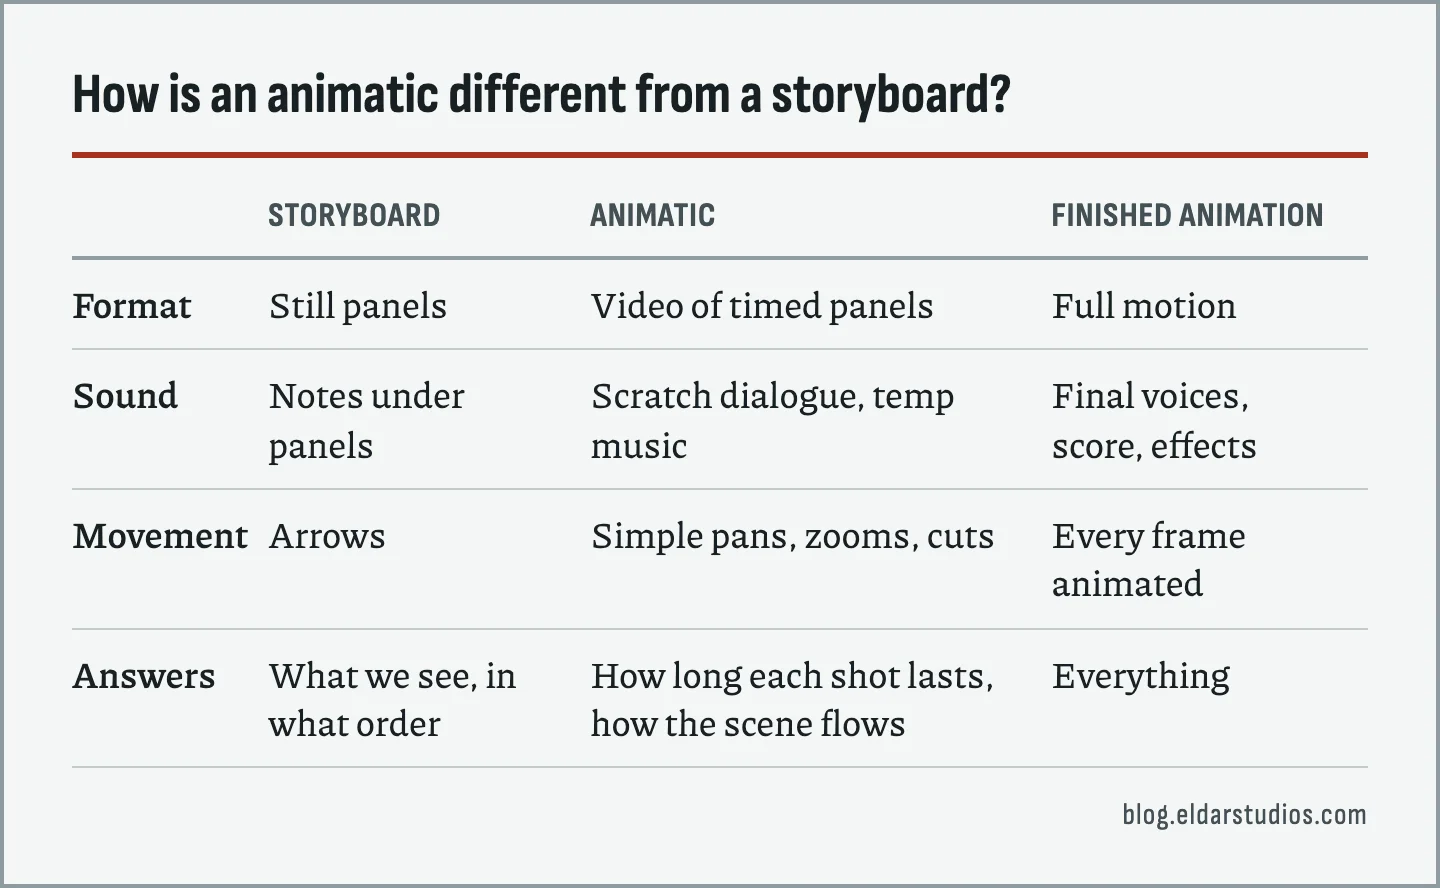 How is an animatic different from a storyboard?
STORYBOARD ANIMATIC FINISHED ANIMATION
Format Still panels Video of timed panels Full motion
Sound Notes under Scratch dialogue, temp Final voices,
panels music score, effects
Movement Arrows Simple pans, zooms, cuts Every frame
animated
Answers What we see, in How long each shot lasts, Everything
what order how the scene flows
blog.eldarstudios.com